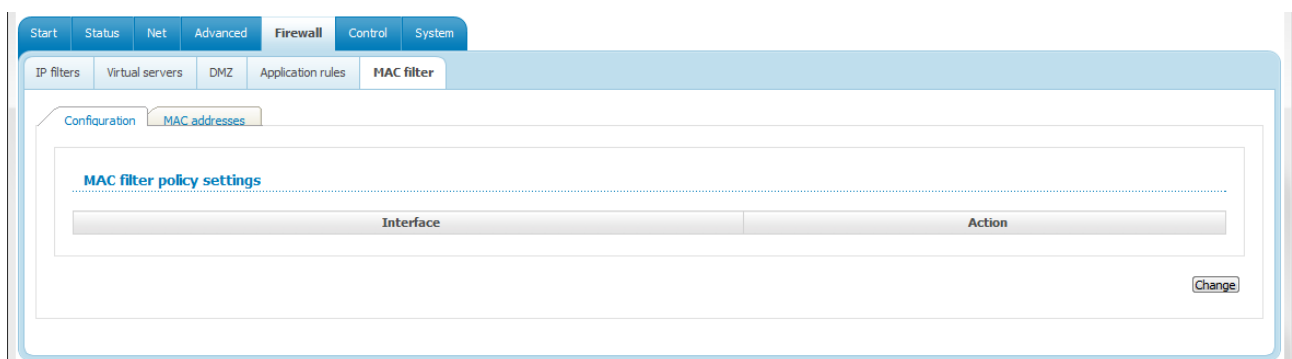 Start Status Net Advanced Firewall Control System
IP filters Virtual servers DMZ Application rules MAC filter
Configuration MAC addresses
MAC filter policy settings
Interface Action
Change